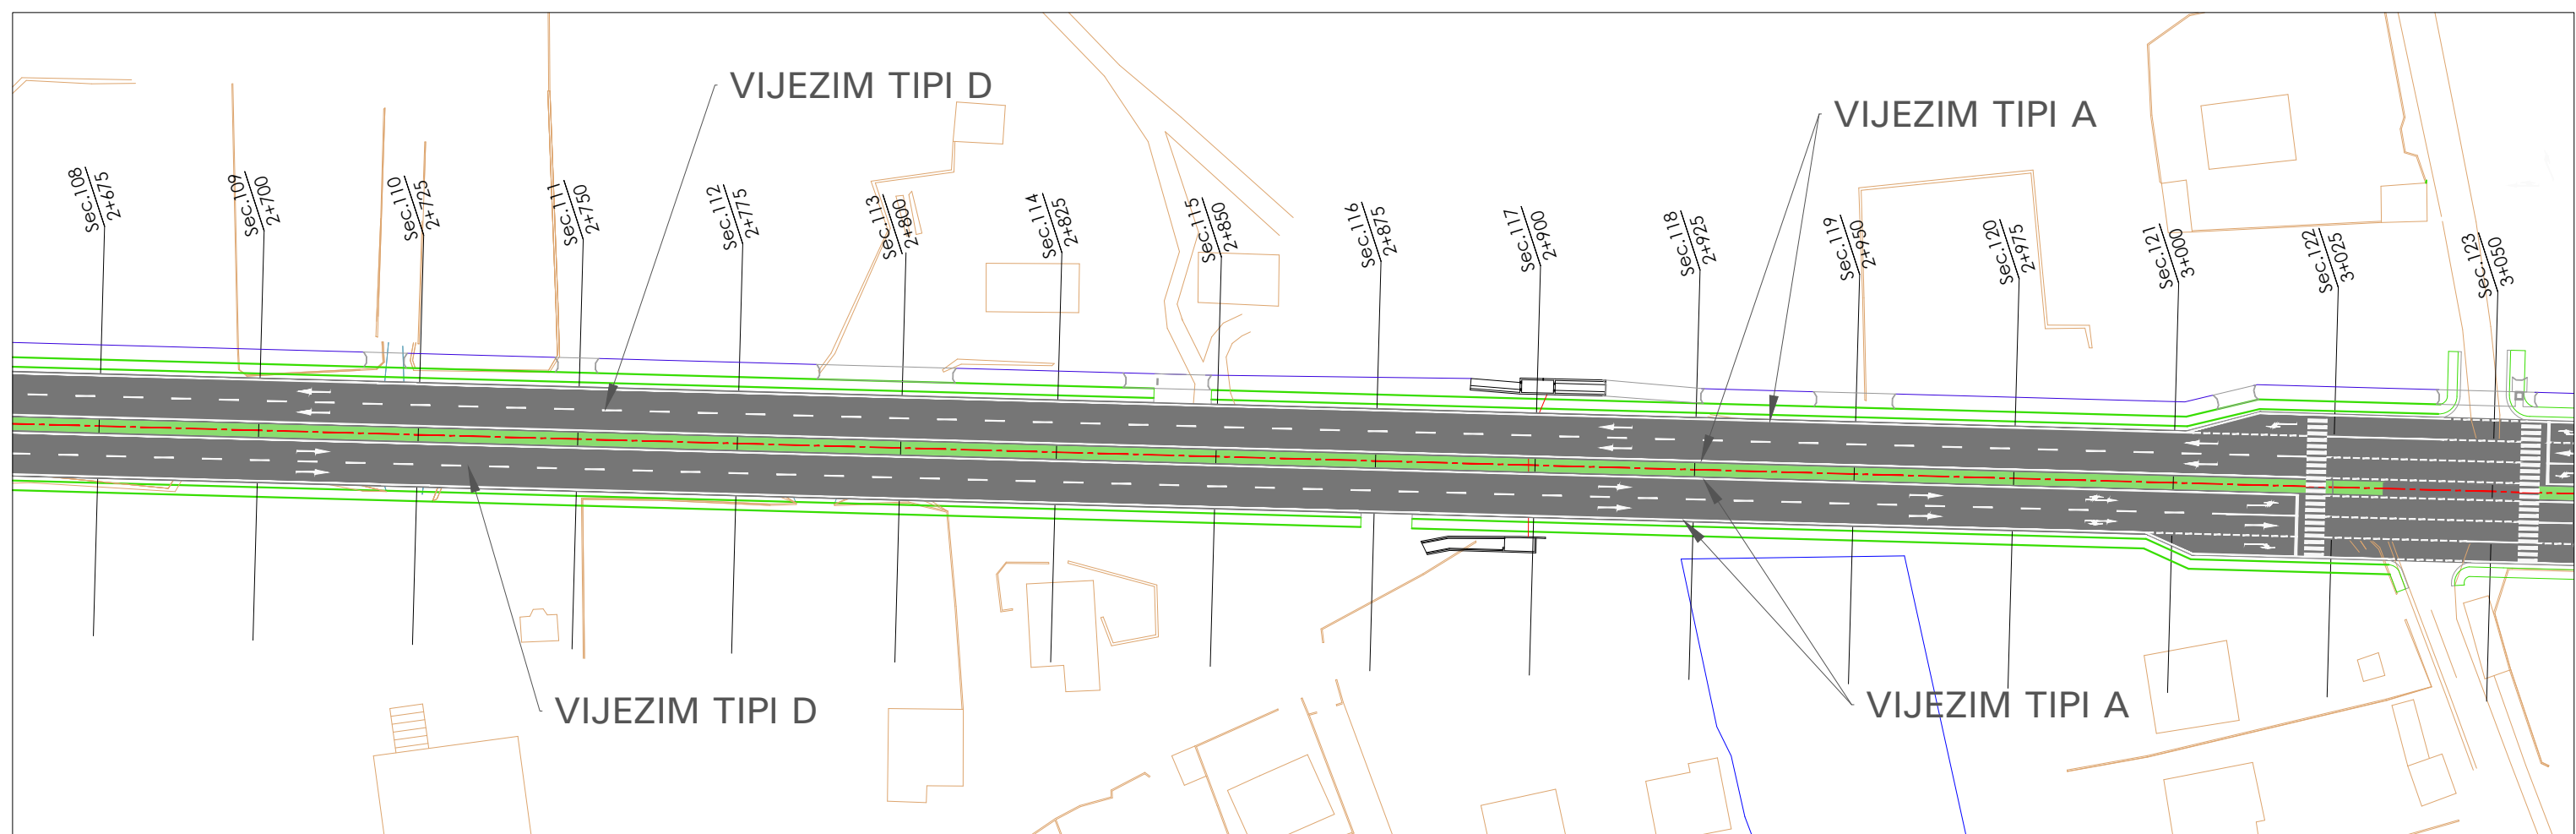 VIJEZIM TIPI D
VIJEZIM TIPI A
Sec.108
2+675
Sec.109
2+700
Sec.110
2+725
Sec.111
2+750
Sec.112
2+775
Sec.113
2+800
Sec.114
2+825
Sec.115
2+850
Sec.116
2+875
Sec.117
2+900
Sec.118
2+925
Sec.119
2+950
Sec.120
2+975
Sec.121
3+000
Sec.122
3+025
Sec.123
3+050
VIJEZIM TIPI D
VIJEZIM TIPI A